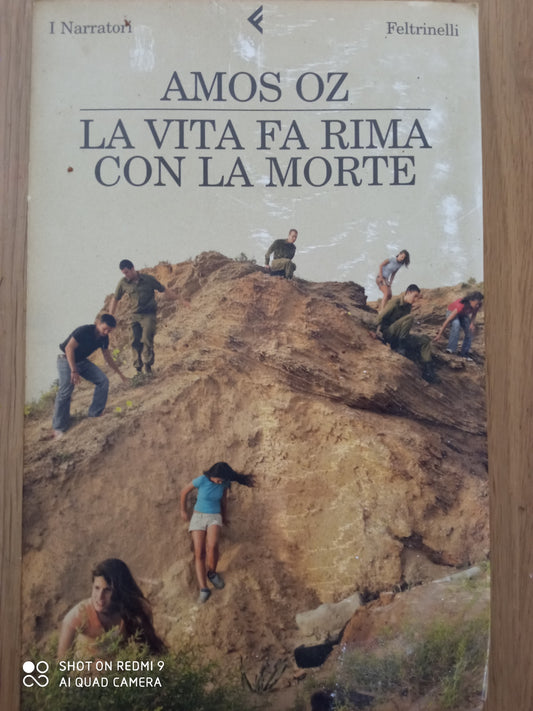 I Narratori
Feltrinelli
AMOS OZ
LA VITA FA RIMA
CON LA MORTE
SHOT ON REDMI 9
AI QUAD CAMERA